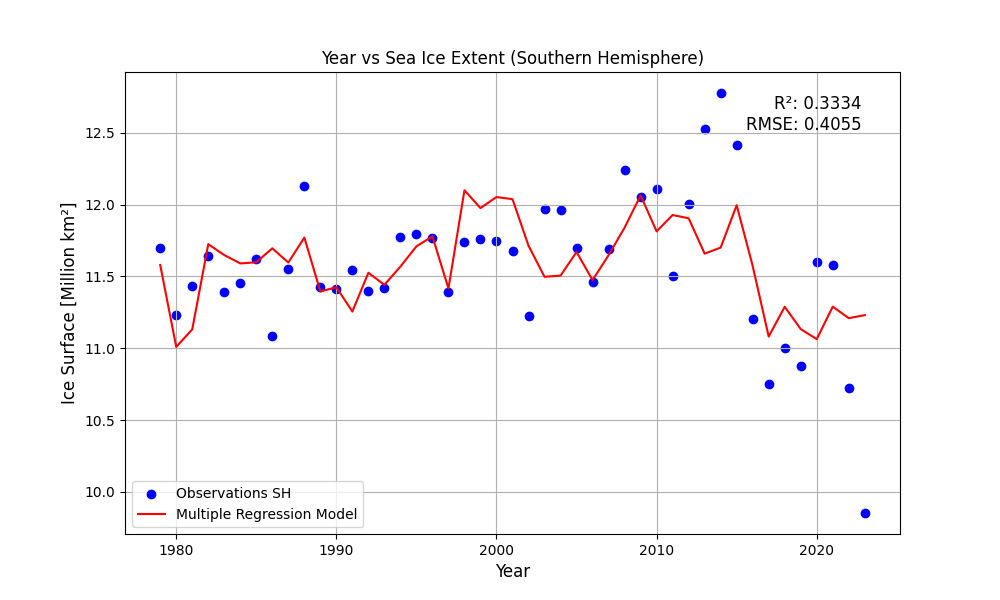 Year vs Sea Ice Extent (Southern Hemisphere)
R²: 0.3334
RMSE: 0.4055
Ice Surface [Million km²]
12.5
12.0
11.5
11.0
10.5
10.0
Observations SH
Multiple Regression Model
1980
1990
2000
2010
2020
Year